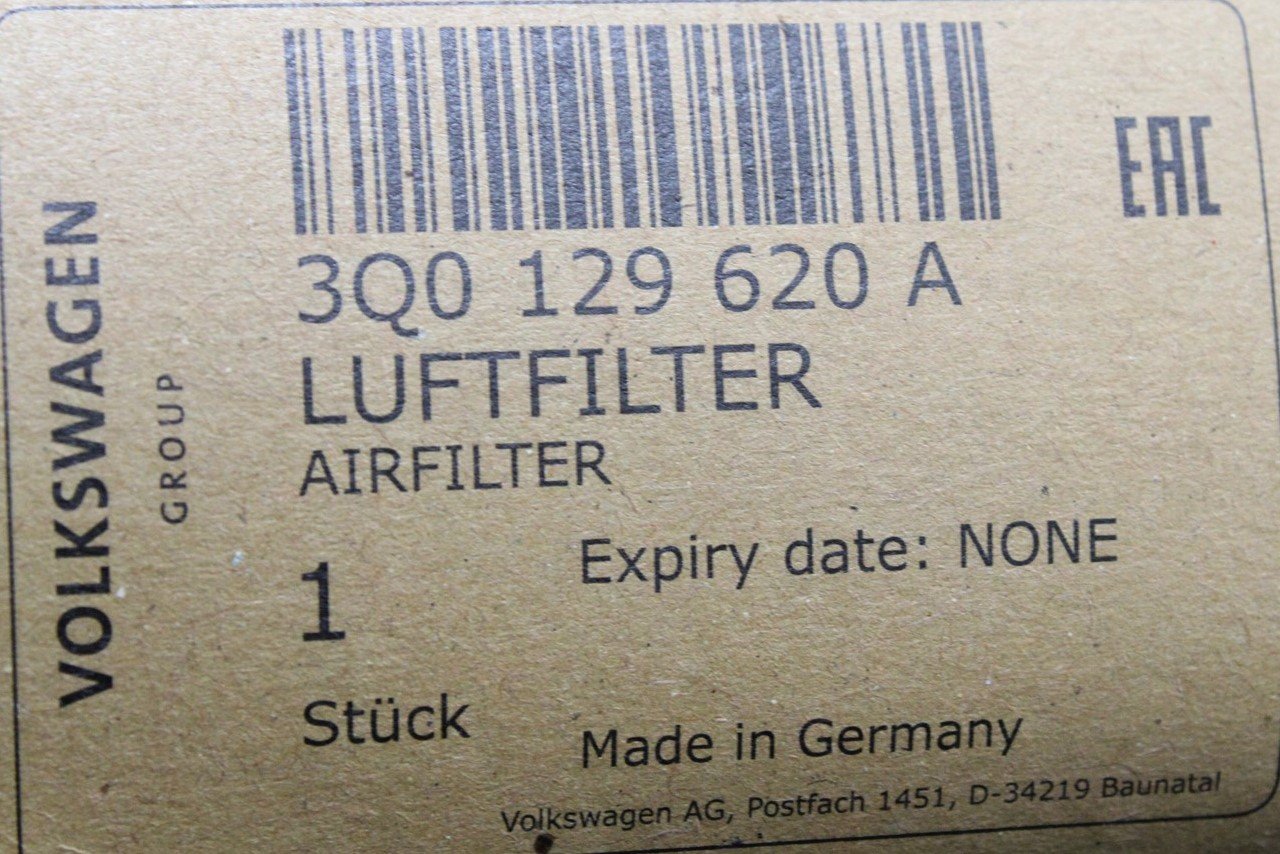 EAC
3Q0 129 620 A
LUFTFILTER
AIRFILTER
1
Expiry date: NONE
Stück
Made in Germany
Volkswagen AG, Postfach 1451, D-34219 Baunatal
VOLKSWAGEN
GROUP